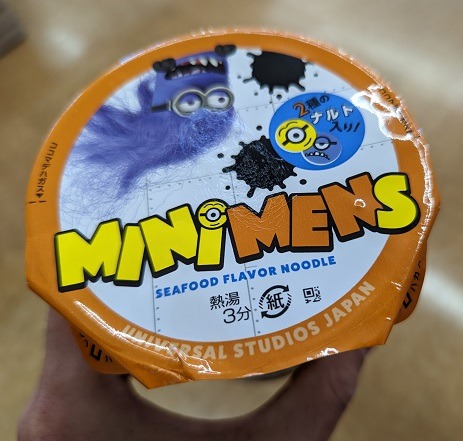 2種の
ナルト
入り!
MINIMENS
SEAFOOD FLAVOR NOODLE
熱湯
3分
紙
UNIVERSAL STUDIOS JAPAN